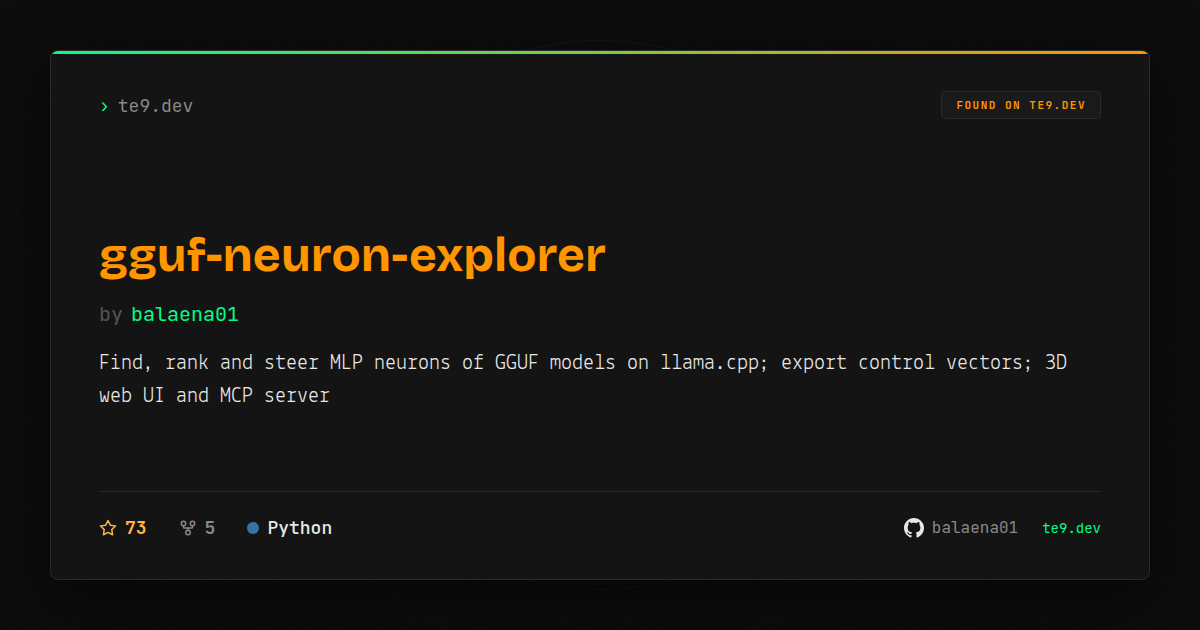 › te9.dev
FOUND ON TE9.DEV
gguf-neuron-explorer
by balaena01
Find, rank and steer MLP neurons of GGUF models on llama.cpp; export control vectors; 3D
web UI and MCP server
73 5 Python
balaena01 te9.dev